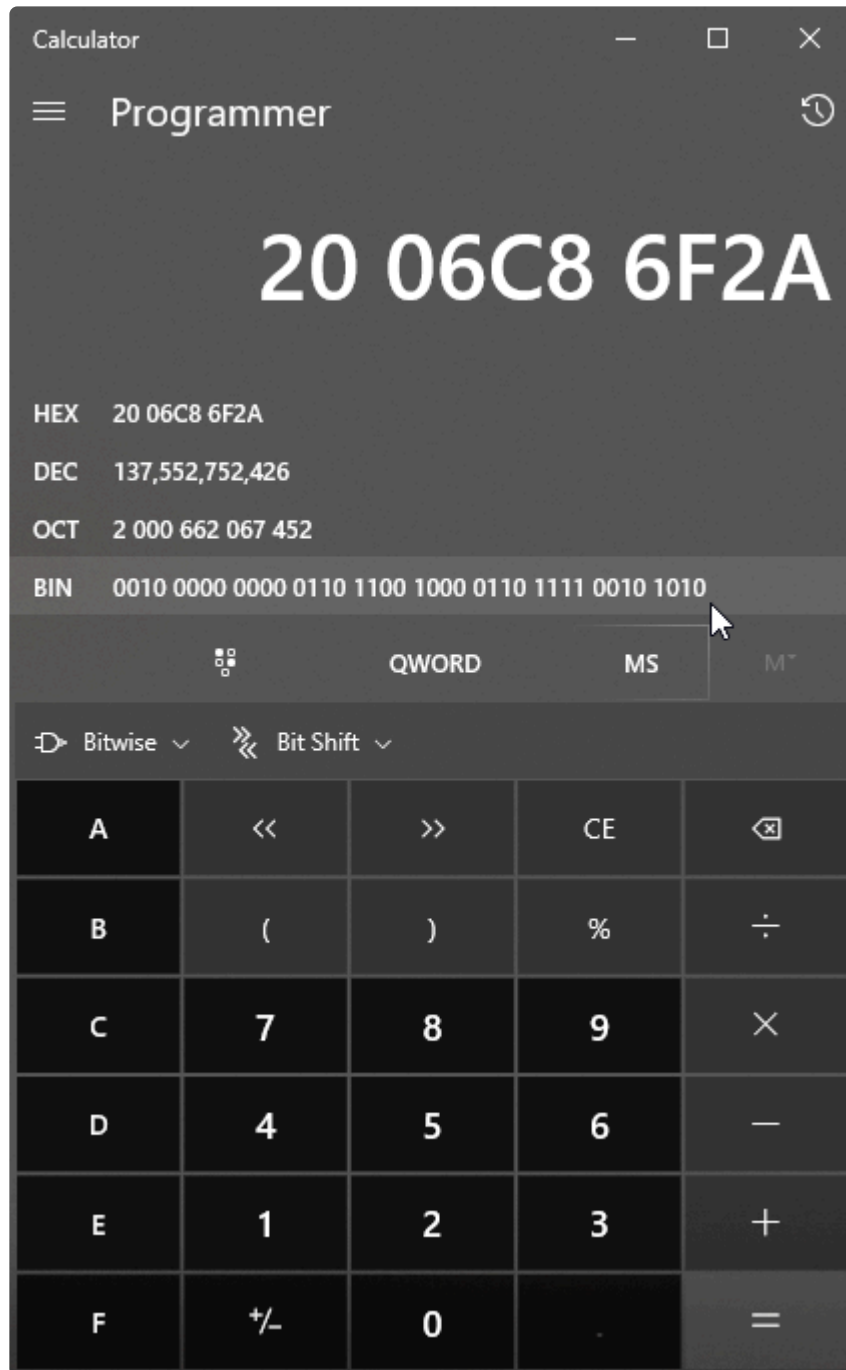 Calculator
Programmer
20 06C8 6F2A
HEX 20 06C8 6F2A
DEC 137,552,752,426
OCT 2 000 662 067 452
BIN 0010 0000 0000 0110 1100 1000 0110 1111 0010 1010
QWORD MS M˅
Bitwise Bit Shift
A << >> CE
B ( ) % ÷
C 7 8 9 ×
D 4 5 6 −
E 1 2 3 +
F +/− 0 . =